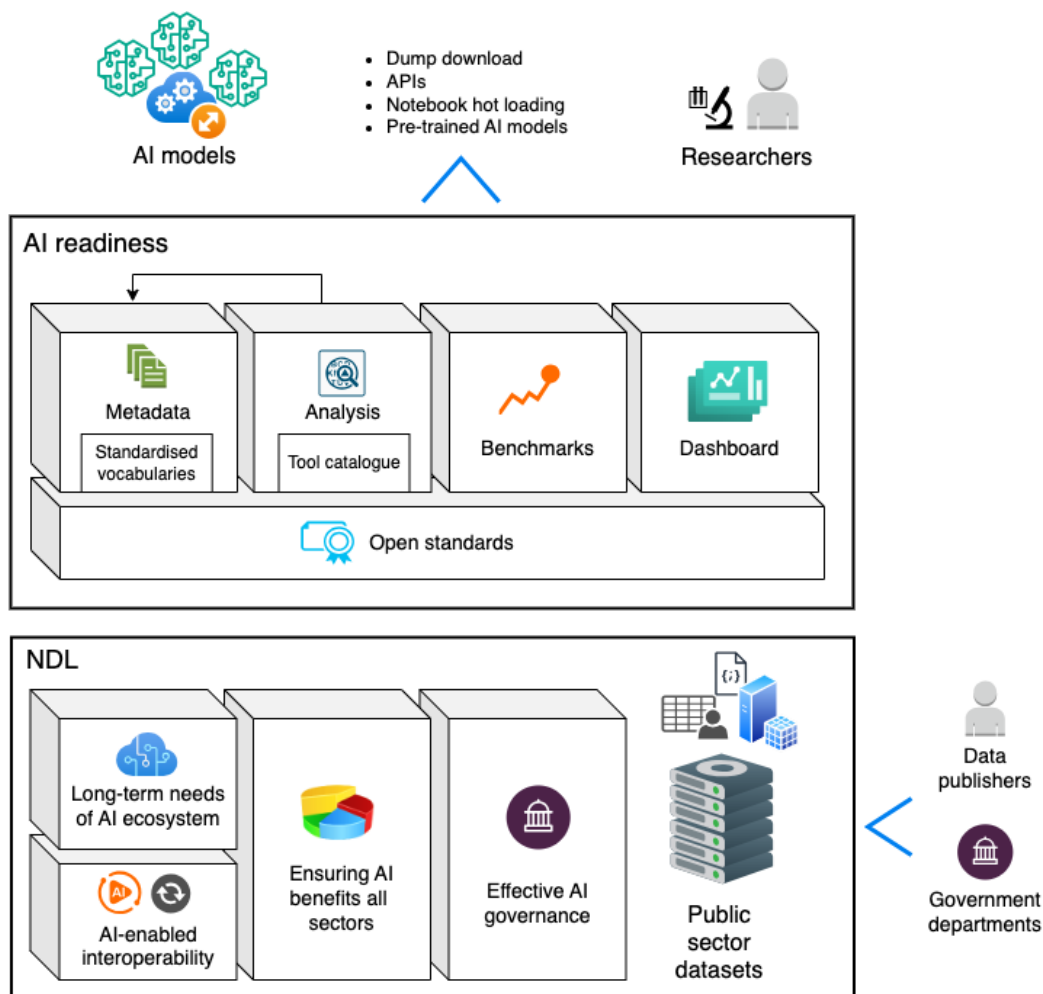 • Dump download
• APIs
• Notebook hot loading
• Pre-trained AI models
AI models
Researchers
AI readiness
Metadata
Standardised
vocabularies
Analysis
Tool catalogue
Benchmarks
Dashboard
Open standards
NDL
Long-term needs
of AI ecosystem
AI
AI-enabled
interoperability
Ensuring AI
benefits all
sectors
Effective AI
governance
{;}
Public
sector
datasets
Data
publishers
Government
departments